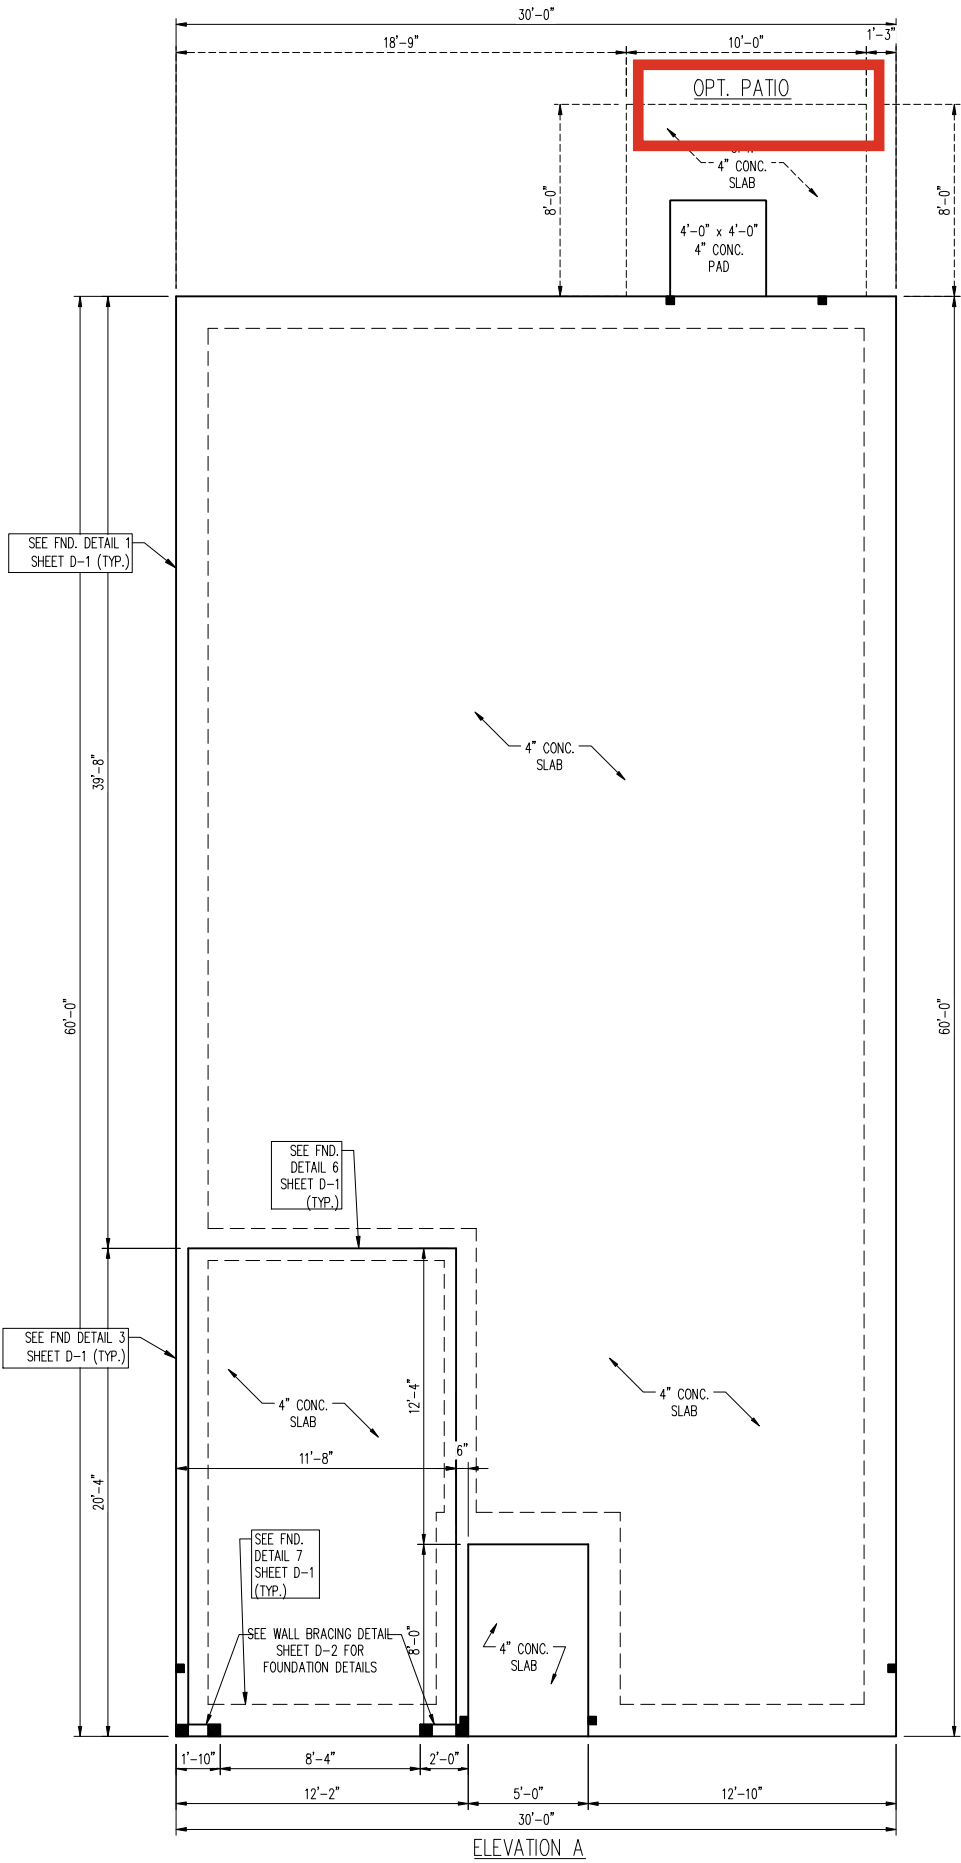 30'-0"
18'-9"
10'-0"
1'-3"
OPT. PATIO
4" CONC.
SLAB
8'-0"
8'-0"
4'-0" x 4'-0"
4" CONC.
PAD
SEE FND. DETAIL 1
SHEET D-1 (TYP.)
4" CONC.
SLAB
39'-8"
60'-0"
60'-0"
SEE FND.
DETAIL 6
SHEET D-1
(TYP.)
SEE FND DETAIL 3
SHEET D-1 (TYP.)
4" CONC.
SLAB
12'-4"
4" CONC.
SLAB
6"
11'-8"
20'-4"
SEE FND.
DETAIL 7
SHEET D-1
(TYP.)
SEE WALL BRACING DETAIL
SHEET D-2 FOR
FOUNDATION DETAILS
8'-0"
4" CONC.
SLAB
1'-10"
8'-4"
2'-0"
12'-2"
5'-0"
12'-10"
30'-0"
ELEVATION A